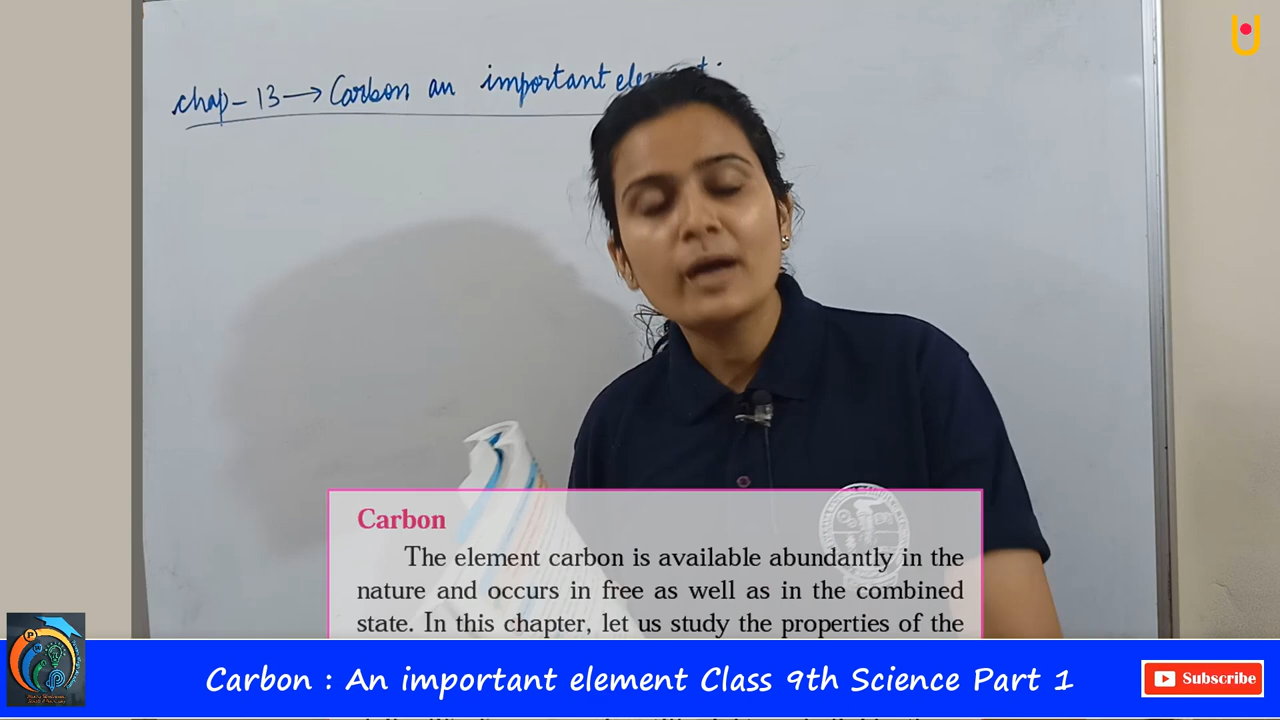 chap-13 → Carbon an important element
Carbon
The element carbon is available abundantly in the
nature and occurs in free as well as in the combined
state. In this chapter, let us study the properties of the
Carbon : An important element Class 9th Science Part 1
Subscribe